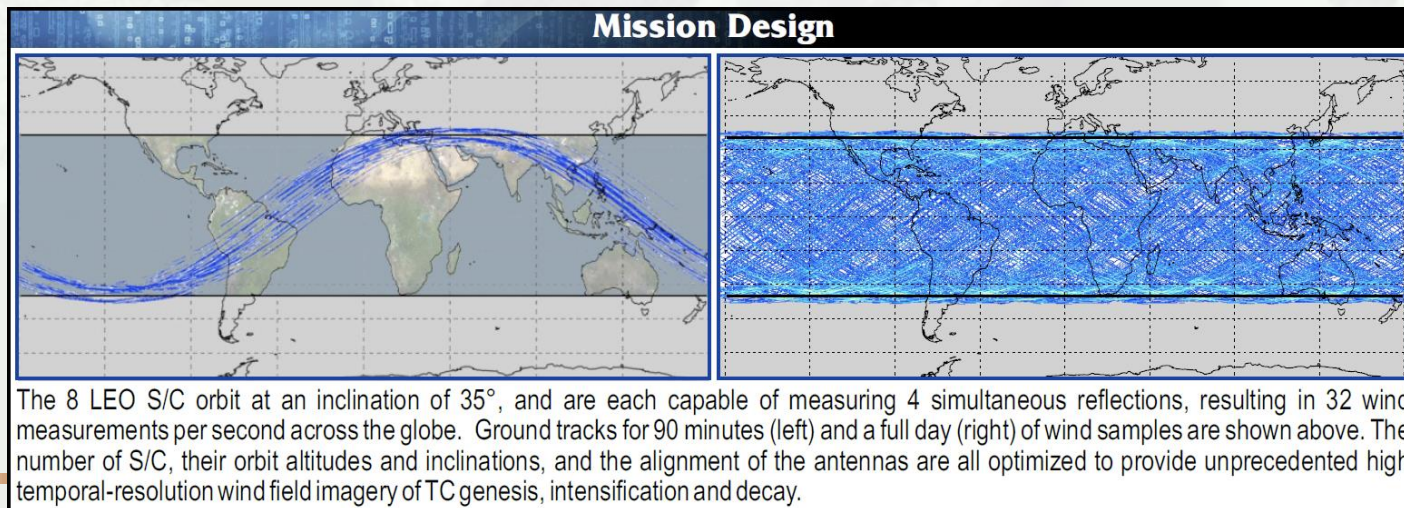 Mission Design
The 8 LEO S/C orbit at an inclination of 35°, and are each capable of measuring 4 simultaneous reflections, resulting in 32 wind
measurements per second across the globe. Ground tracks for 90 minutes (left) and a full day (right) of wind samples are shown above. The
number of S/C, their orbit altitudes and inclinations, and the alignment of the antennas are all optimized to provide unprecedented high
temporal-resolution wind field imagery of TC genesis, intensification and decay.